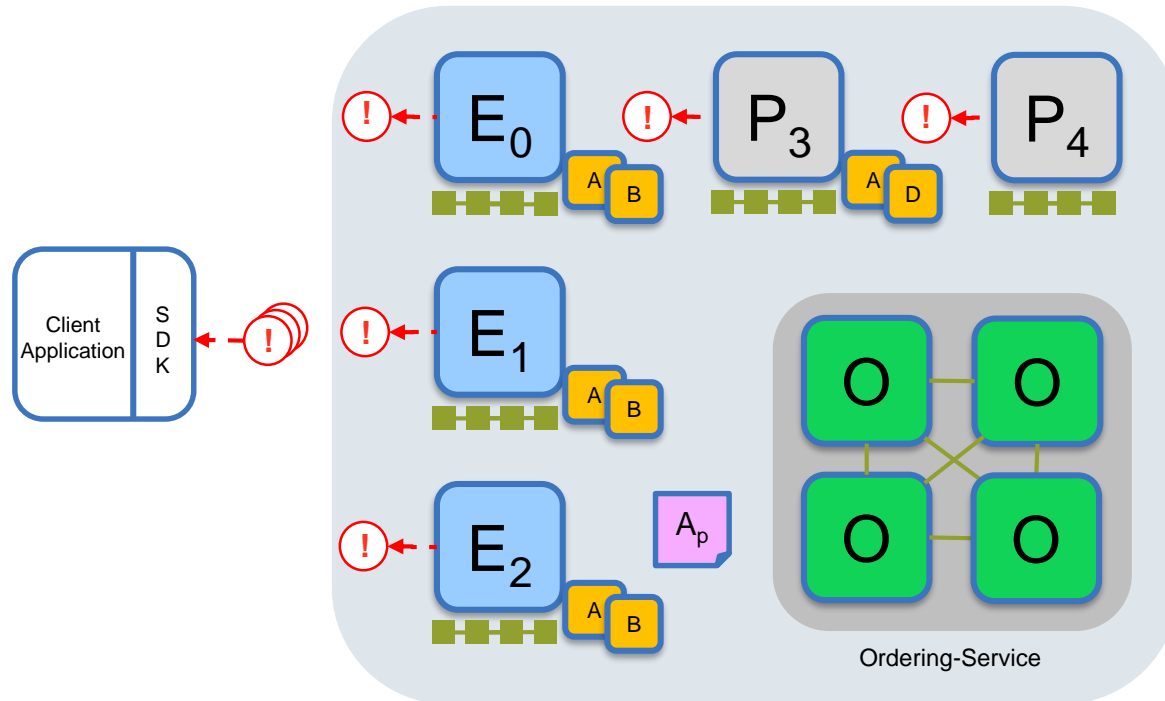 ! E0 ! P3 ! P4
A B A D
Client
Application
S
D
K
! ! E1
A B
O O
! E2
Ap
O O
A B
Ordering-Service